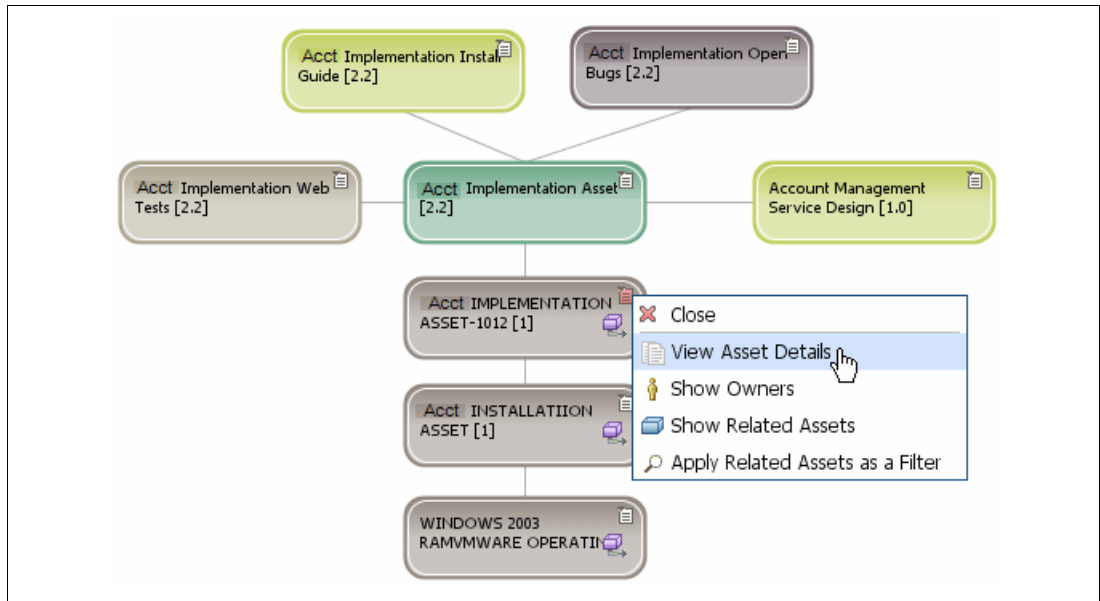 Acct Implementation Install
Guide [2.2]
Acct Implementation Open
Bugs [2.2]
Acct Implementation Web
Tests [2.2]
Acct Implementation Asset
[2.2]
Account Management
Service Design [1.0]
Acct IMPLEMENTATION
ASSET-1012 [1]
Close
View Asset Details
Show Owners
Show Related Assets
Apply Related Assets as a Filter
Acct INSTALLATIION
ASSET [1]
WINDOWS 2003
RAMVMWARE OPERATIN